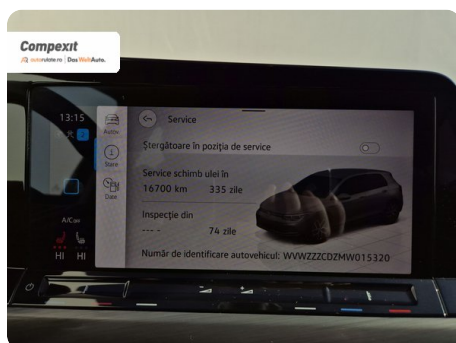 Compexit
autorulate.ro | Das WeltAuto.
13:15
Service
Autov.
Ștergătoare în poziția de service
Stare
Service schimb ulei în
16700 km 335 zile
Date
Inspecție din
--- - 74 zile
A/C
HI HI
Număr de identificare autovehicul: WVWZZZCDZMW015320